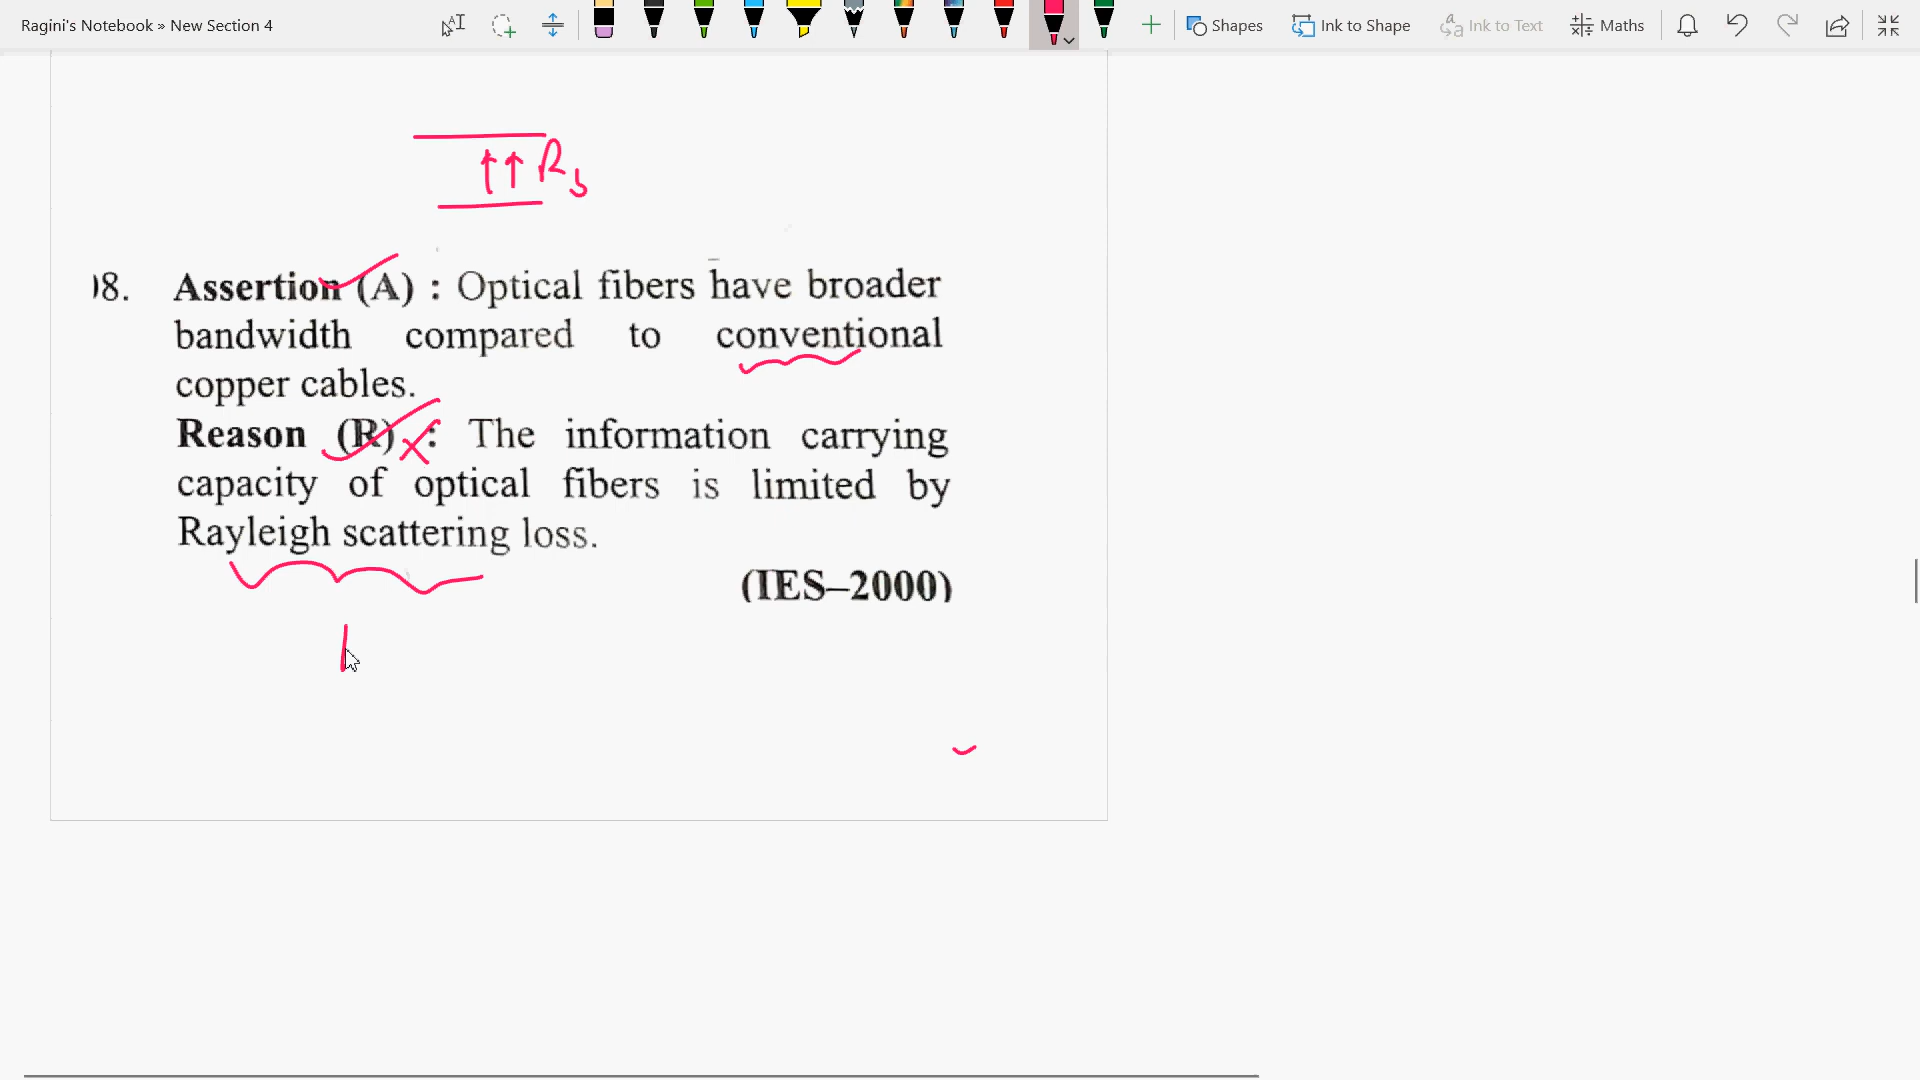 Ragini's Notebook » New Section 4
Shapes Ink to Shape Ink to Text Maths
↑↑ R
98. Assertion (A) : Optical fibers have broader
bandwidth compared to conventional
copper cables.
Reason (R) : The information carrying
capacity of optical fibers is limited by
Rayleigh scattering loss.
(IES–2000)